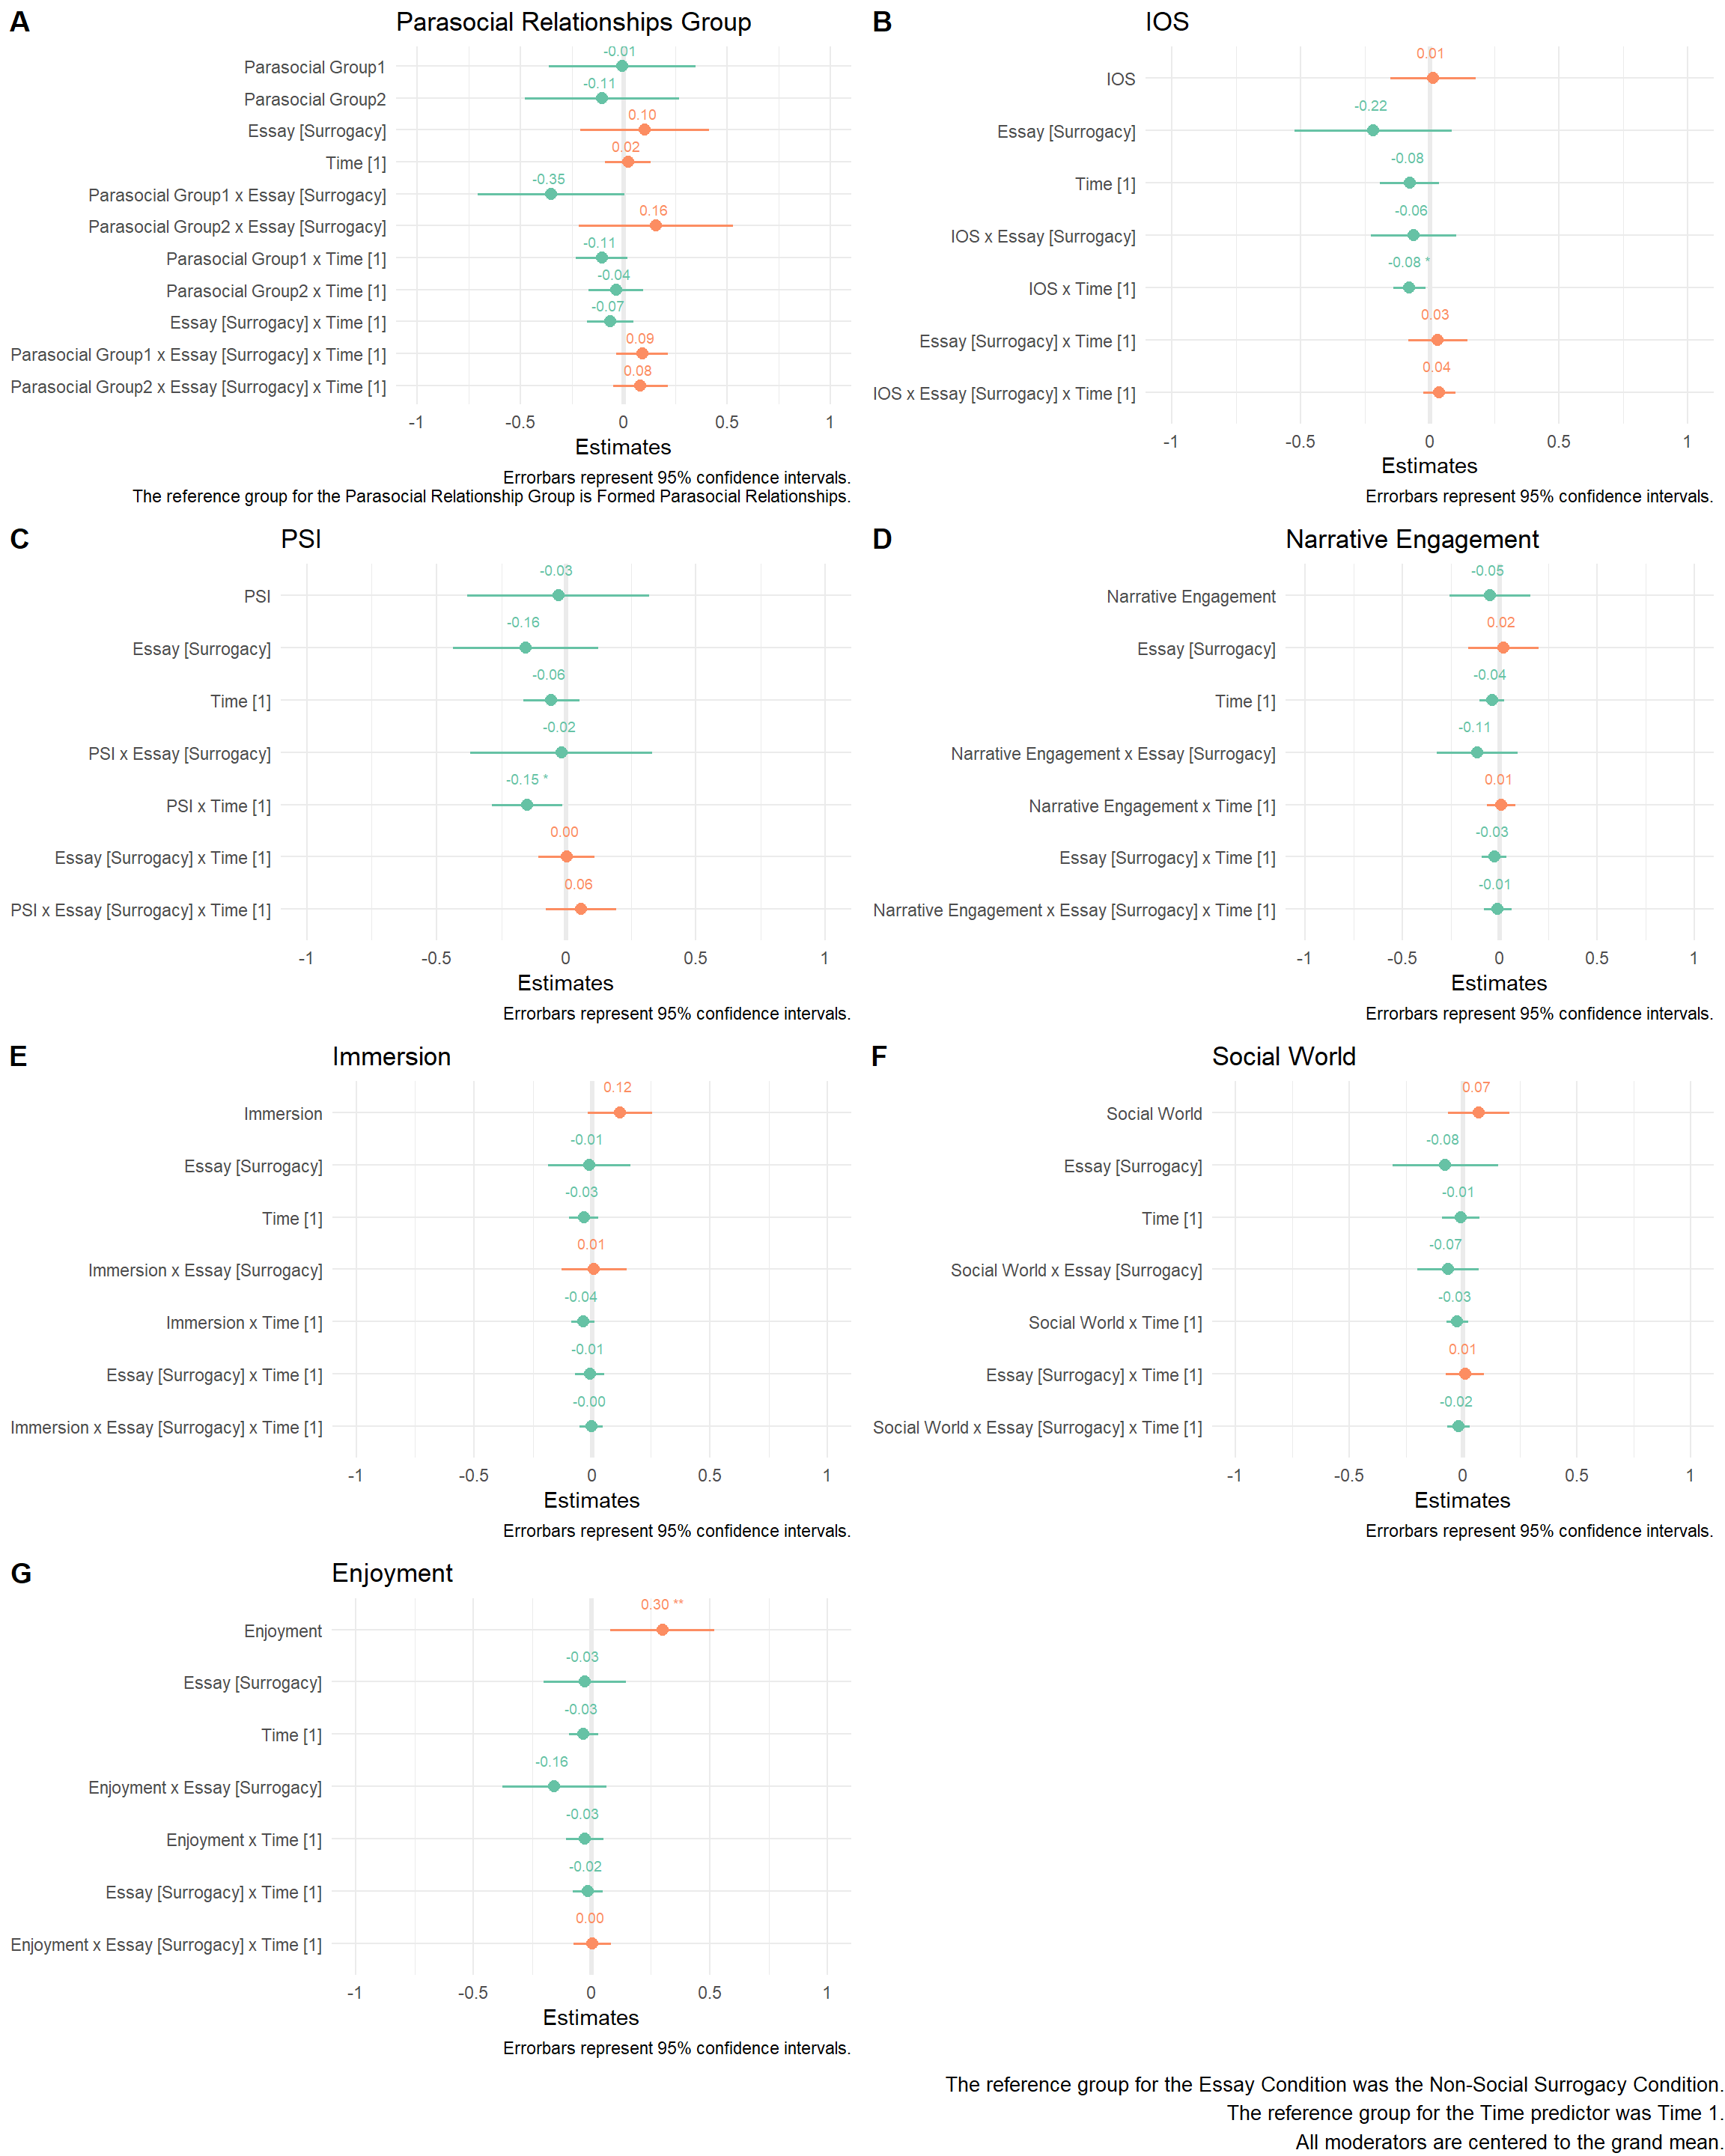 A
Parasocial Relationships Group
-0.01
Parasocial Group1
-0.11
Parasocial Group2
0.10
Essay [Surrogacy]
0.02
Time [1]
-0.35
Parasocial Group1 x Essay [Surrogacy]
0.16
Parasocial Group2 x Essay [Surrogacy]
-0.11
Parasocial Group1 x Time [1]
-0.04
Parasocial Group2 x Time [1]
-0.07
Essay [Surrogacy] x Time [1]
0.09
Parasocial Group1 x Essay [Surrogacy] x Time [1]
0.08
Parasocial Group2 x Essay [Surrogacy] x Time [1]
-1 -0.5 0 0.5 1
Estimates
Errorbars represent 95% confidence intervals.
The reference group for the Parasocial Relationship Group is Formed Parasocial Relationships.
B
IOS
0.01
IOS
-0.22
Essay [Surrogacy]
-0.08
Time [1]
-0.06
IOS x Essay [Surrogacy]
-0.08 *
IOS x Time [1]
0.03
Essay [Surrogacy] x Time [1]
0.04
IOS x Essay [Surrogacy] x Time [1]
-1 -0.5 0 0.5 1
Estimates
Errorbars represent 95% confidence intervals.
C
PSI
-0.03
PSI
-0.16
Essay [Surrogacy]
-0.06
Time [1]
-0.02
PSI x Essay [Surrogacy]
-0.15 *
PSI x Time [1]
0.00
Essay [Surrogacy] x Time [1]
0.06
PSI x Essay [Surrogacy] x Time [1]
-1 -0.5 0 0.5 1
Estimates
Errorbars represent 95% confidence intervals.
D
Narrative Engagement
-0.05
Narrative Engagement
0.02
Essay [Surrogacy]
-0.04
Time [1]
-0.11
Narrative Engagement x Essay [Surrogacy]
0.01
Narrative Engagement x Time [1]
-0.03
Essay [Surrogacy] x Time [1]
-0.01
Narrative Engagement x Essay [Surrogacy] x Time [1]
-1 -0.5 0 0.5 1
Estimates
Errorbars represent 95% confidence intervals.
E
Immersion
0.12
Immersion
-0.01
Essay [Surrogacy]
-0.03
Time [1]
0.01
Immersion x Essay [Surrogacy]
-0.04
Immersion x Time [1]
-0.01
Essay [Surrogacy] x Time [1]
-0.00
Immersion x Essay [Surrogacy] x Time [1]
-1 -0.5 0 0.5 1
Estimates
Errorbars represent 95% confidence intervals.
F
Social World
0.07
Social World
-0.08
Essay [Surrogacy]
-0.01
Time [1]
-0.07
Social World x Essay [Surrogacy]
-0.03
Social World x Time [1]
0.01
Essay [Surrogacy] x Time [1]
-0.02
Social World x Essay [Surrogacy] x Time [1]
-1 -0.5 0 0.5 1
Estimates
Errorbars represent 95% confidence intervals.
G
Enjoyment
0.30 **
Enjoyment
-0.03
Essay [Surrogacy]
-0.03
Time [1]
-0.16
Enjoyment x Essay [Surrogacy]
-0.03
Enjoyment x Time [1]
-0.02
Essay [Surrogacy] x Time [1]
0.00
Enjoyment x Essay [Surrogacy] x Time [1]
-1 -0.5 0 0.5 1
Estimates
Errorbars represent 95% confidence intervals.
The reference group for the Essay Condition was the Non-Social Surrogacy Condition.
The reference group for the Time predictor was Time 1.
All moderators are centered to the grand mean.